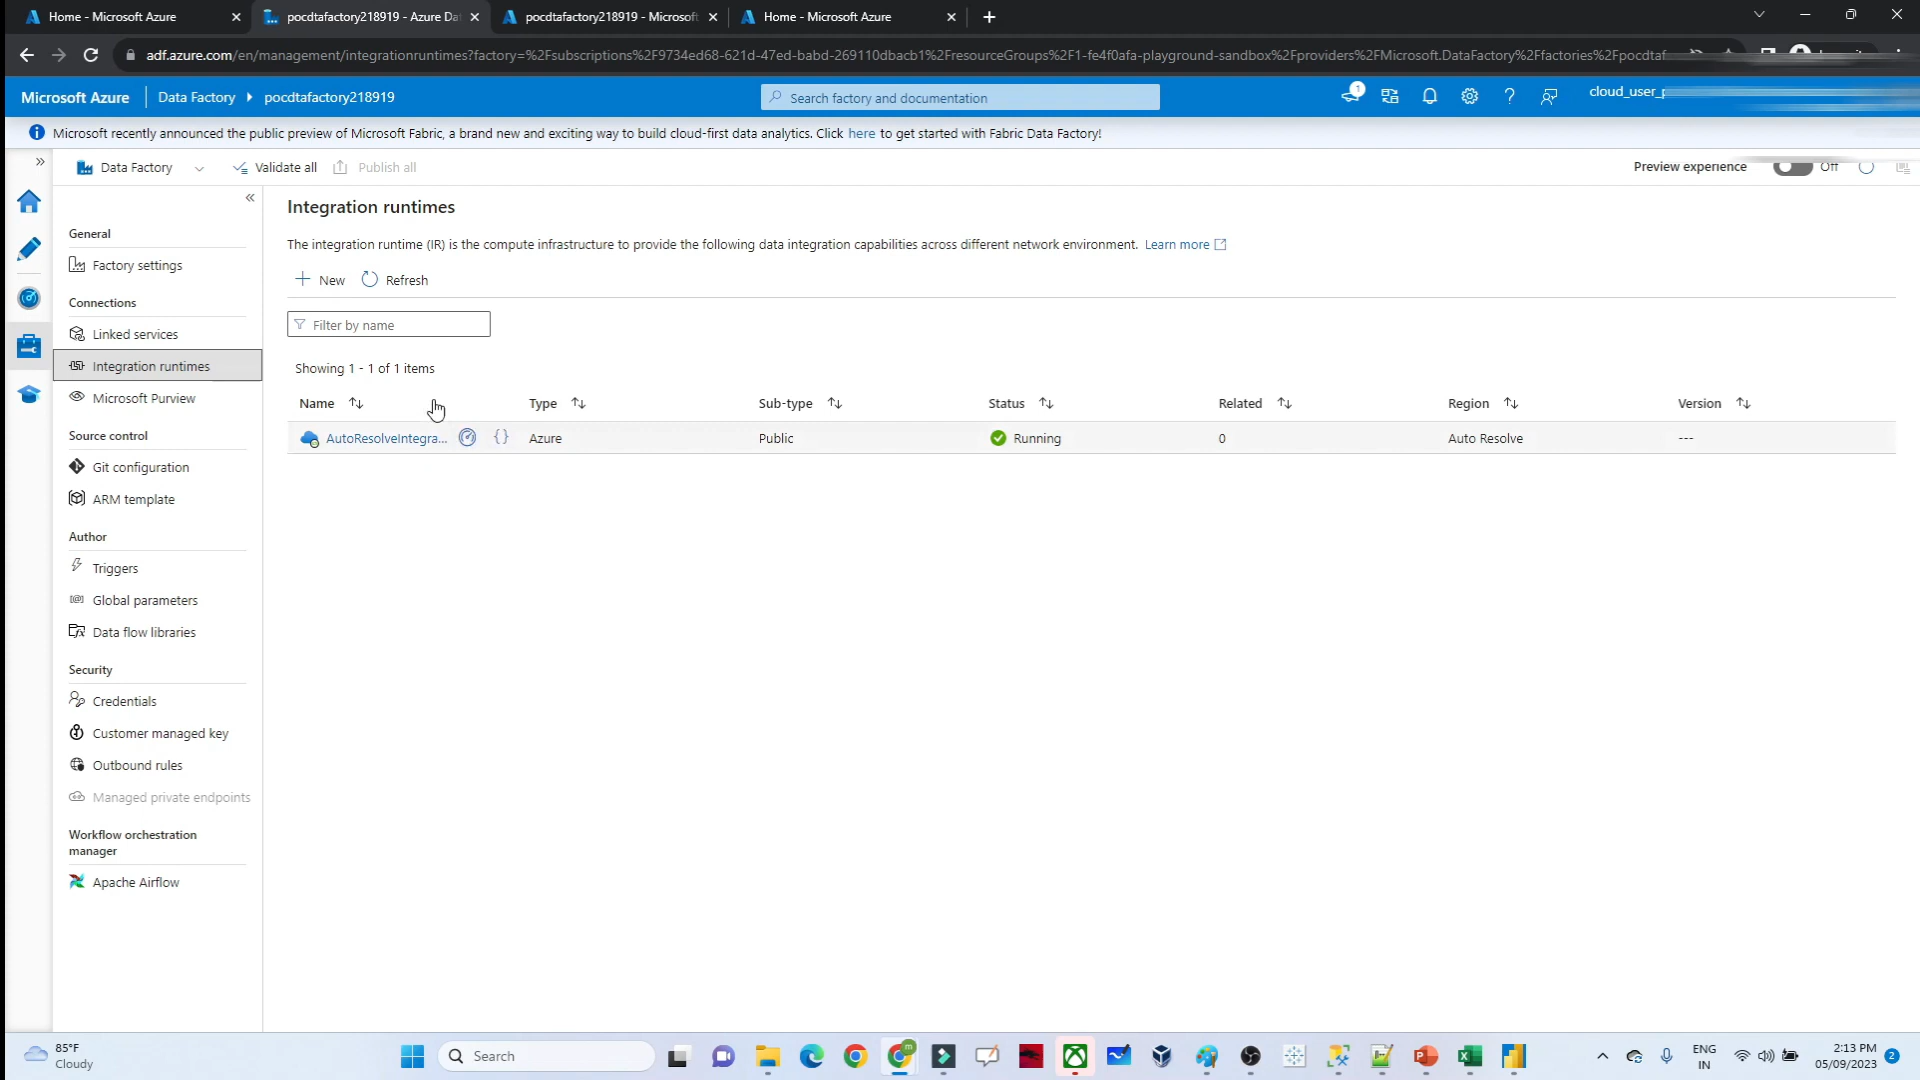 Home - Microsoft Azure
pocdtafactory218919 - Azure Da
pocdtafactory218919 - Microsoft
Home - Microsoft Azure
adf.azure.com/en/management/integrationruntimes?factory=%2Fsubscriptions%2F9734ed68-621d-47ed-babd-269110dbacb1%2FresourceGroups%2F1-fe4f0afa-playground-sandbox%2Fproviders%2FMicrosoft.DataFactory%2Ffactories%2Fpocdtaf...
Microsoft Azure
Data Factory
pocdtafactory218919
Search factory and documentation
1
cloud_user_p
Microsoft recently announced the public preview of Microsoft Fabric, a brand new and exciting way to build cloud-first data analytics. Click here to get started with Fabric Data Factory!
Data Factory
Validate all
Publish all
Preview experience
Off
General
Factory settings
Connections
Linked services
Integration runtimes
Microsoft Purview
Source control
Git configuration
ARM template
Author
Triggers
Global parameters
Data flow libraries
Security
Credentials
Customer managed key
Outbound rules
Managed private endpoints
Workflow orchestration
manager
Apache Airflow
Integration runtimes
The integration runtime (IR) is the compute infrastructure to provide the following data integration capabilities across different network environment. Learn more
New
Refresh
Filter by name
Showing 1 - 1 of 1 items
Name Type Sub-type Status Related Region Version
AutoResolveIntegra... {} Azure Public Running 0 Auto Resolve ---
85°F
Cloudy
Search
m
ENG
IN
2:13 PM
05/09/2023
2